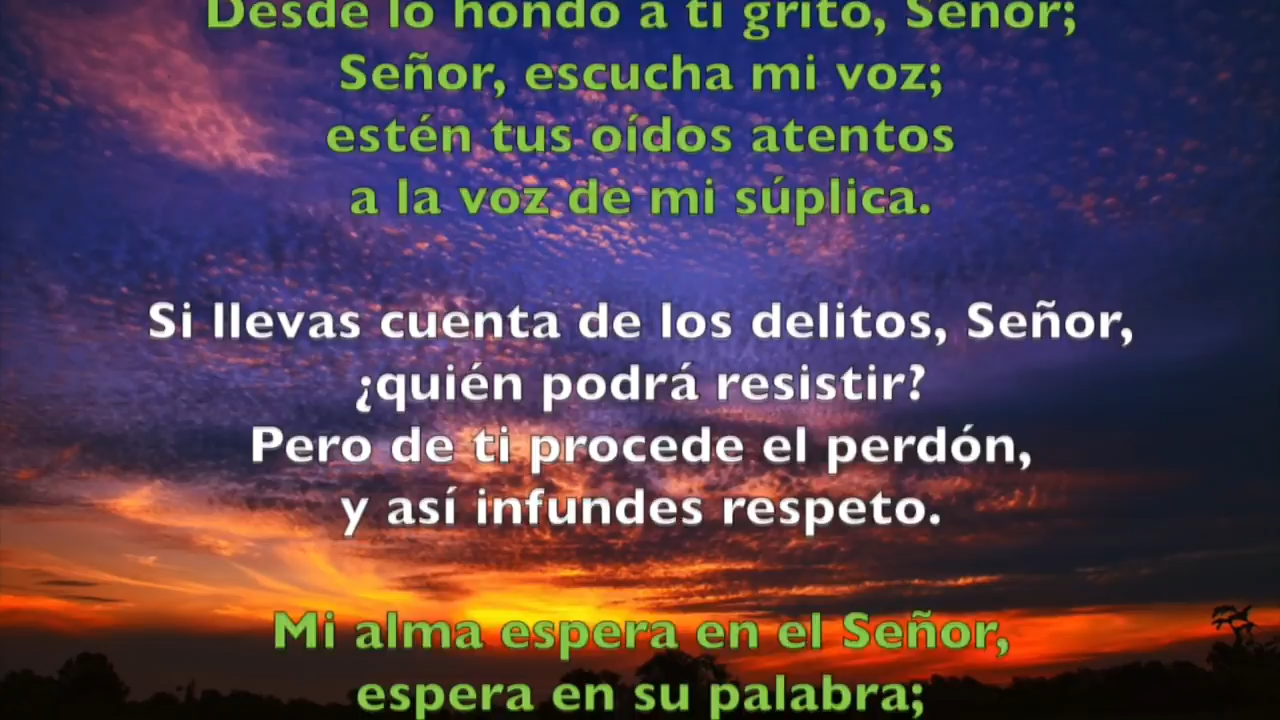 Desde lo hondo a ti grito, Señor;
Señor, escucha mi voz;
estén tus oídos atentos
a la voz de mi súplica.
Si llevas cuenta de los delitos, Señor,
¿quién podrá resistir?
Pero de ti procede el perdón,
y así infundes respeto.
Mi alma espera en el Señor,
espera en su palabra;